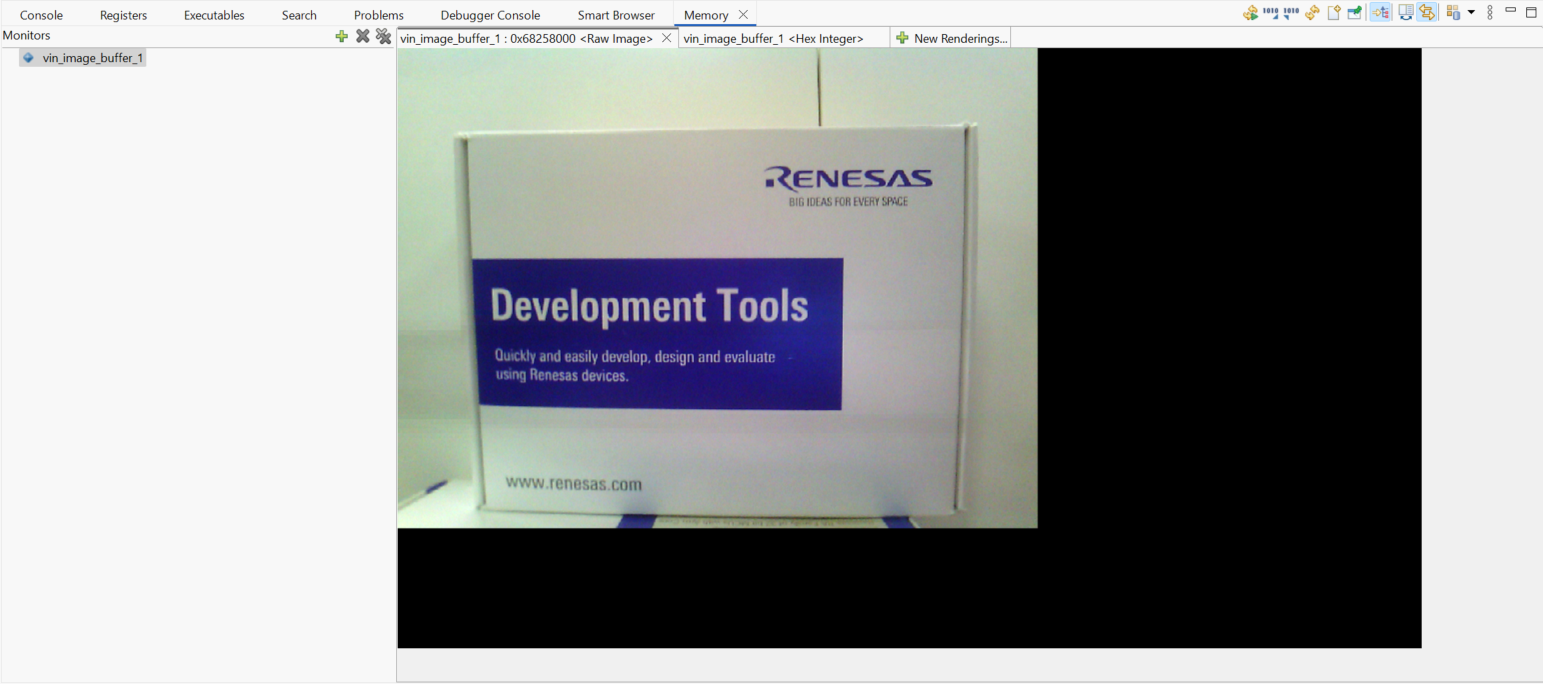 Console Registers Executables Search Problems Debugger Console Smart Browser Memory
Monitors
vin_image_buffer_1 : 0x68258000 <Raw Image> vin_image_buffer_1 <Hex Integer> New Renderings...
vin_image_buffer_1
RENESAS
BIG IDEAS FOR EVERY SPACE
Development Tools
Quickly and easily develop, design and evaluate
using Renesas devices.
www.renesas.com